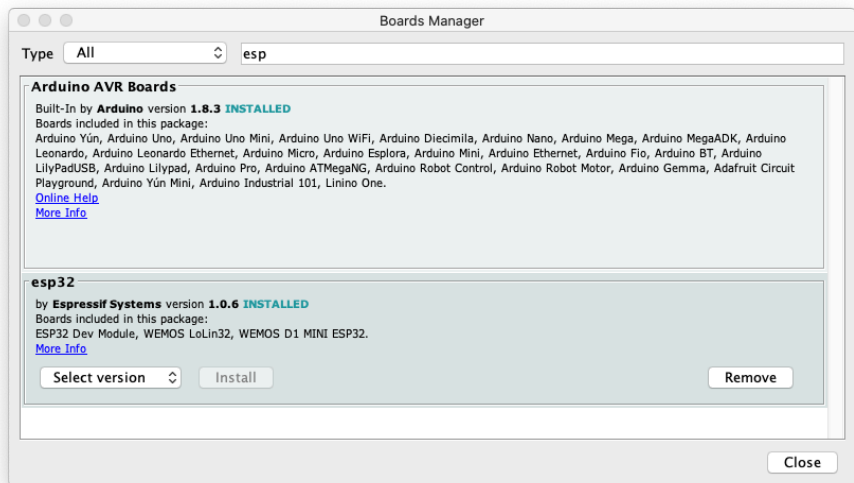 Boards Manager
Type All esp
Arduino AVR Boards
Built-In by Arduino version 1.8.3 INSTALLED
Boards included in this package:
Arduino Yún, Arduino Uno, Arduino Uno Mini, Arduino Uno WiFi, Arduino Diecimila, Arduino Nano, Arduino Mega, Arduino MegaADK, Arduino
Leonardo, Arduino Leonardo Ethernet, Arduino Micro, Arduino Esplora, Arduino Mini, Arduino Ethernet, Arduino Fio, Arduino BT, Arduino
LilyPadUSB, Arduino Lilypad, Arduino Pro, Arduino ATMegaNG, Arduino Robot Control, Arduino Robot Motor, Arduino Gemma, Adafruit Circuit
Playground, Arduino Yún Mini, Arduino Industrial 101, Linino One.
Online Help
More Info
esp32
by Espressif Systems version 1.0.6 INSTALLED
Boards included in this package:
ESP32 Dev Module, WEMOS LoLin32, WEMOS D1 MINI ESP32.
More Info
Select version Install Remove
Close